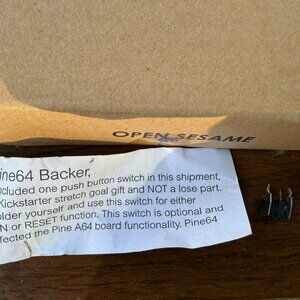 OPEN SESAME
ine64 Backer,
cluded one push button switch in this shipment,
Kickstarter stretch goal gift and NOT a lose part.
older yourself and use this switch for either
N or RESET function. This switch is optional and
fected the Pine A64 board functionality. Pine64